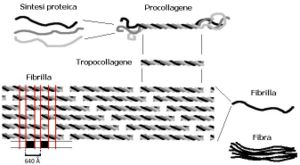 Sintesi proteica
Procollagene
Tropocollagene
Fibrilla
Fibrilla
Fibra
640 Å